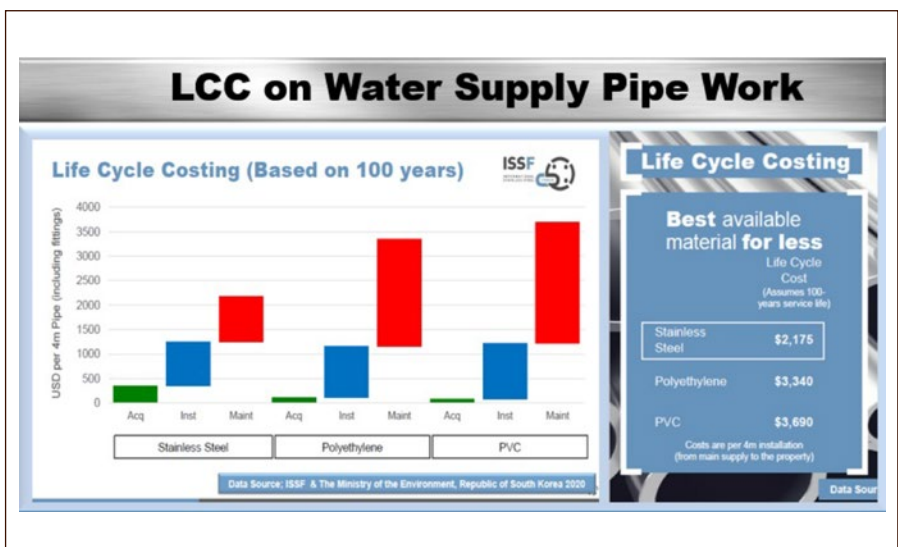 LCC on Water Supply Pipe Work
Life Cycle Costing (Based on 100 years)
ISSF
USD per 4m Pipe (including fittings)
4000
3500
3000
2500
2000
1500
1000
500
0
Acq Inst Maint Acq Inst Maint Acq Inst Maint
Stainless Steel Polyethylene PVC
Data Source: ISSF & The Ministry of the Environment, Republic of South Korea 2020
Life Cycle Costing
Best available
material for less
Life Cycle
Cost
(Assumes 100-
years service life)
Stainless
Steel
$2,175
Polyethylene $3,340
PVC $3,690
Costs are per 4m installation
(from main supply to the property)
Data Sour